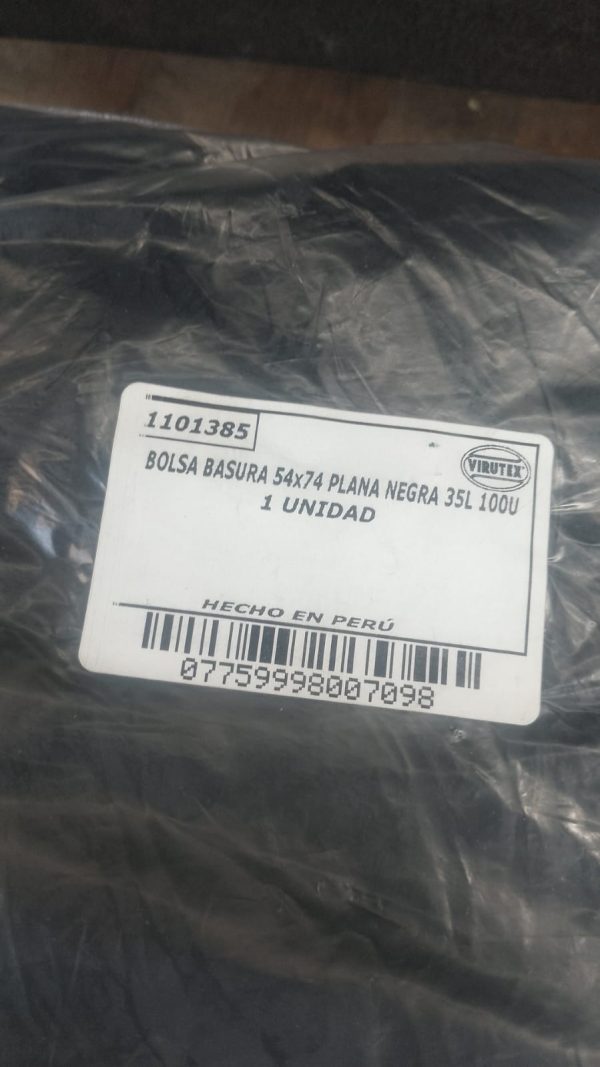 1101385
VIRUTEX
BOLSA BASURA 54x74 PLANA NEGRA 35L 100U
1 UNIDAD
HECHO EN PERÚ
07759998007098